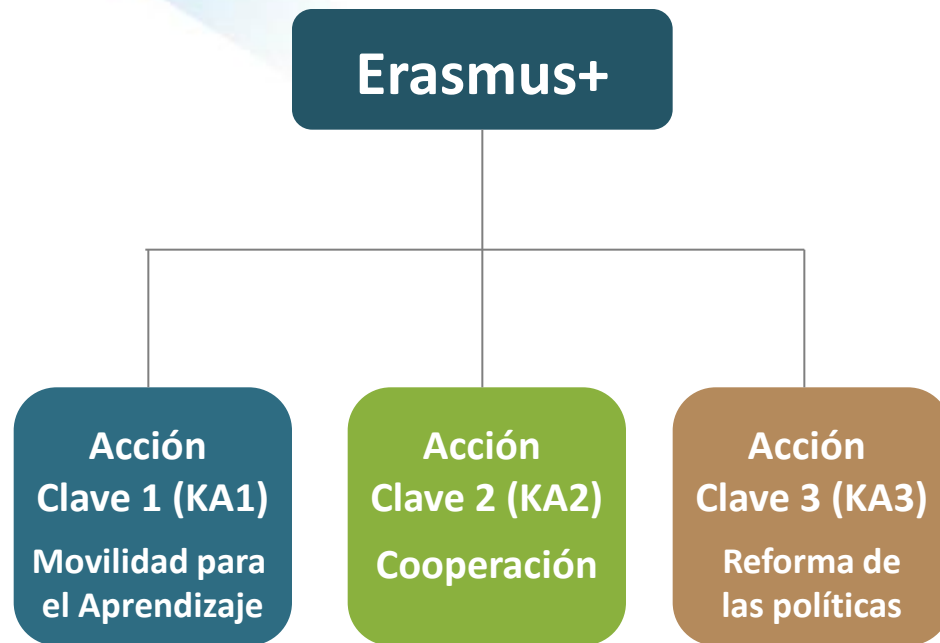 Erasmus+
Acción
Clave 1 (KA1)
Movilidad para
el Aprendizaje
Acción
Clave 2 (KA2)
Cooperación
Acción
Clave 3 (KA3)
Reforma de
las políticas